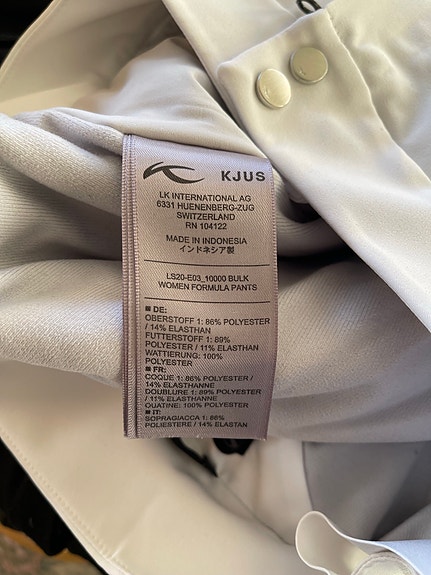 KJUS
LK INTERNATIONAL AG
6331 HUENENBERG-ZUG
SWITZERLAND
RN 104122
MADE IN INDONESIA
インドネシア製
LS20-E03_10000 BULK
WOMEN FORMULA PANTS
■ DE:
OBERSTOFF 1: 86% POLYESTER
/ 14% ELASTHAN
FUTTERSTOFF 1: 89%
POLYESTER / 11% ELASTHAN
WATTIERUNG: 100%
POLYESTER
■ FR:
COQUE 1: 86% POLYESTER /
14% ELASTHANNE
DOUBLURE 1: 89% POLYESTER
/ 11% ELASTHANNE
OUATINE: 100% POLYESTER
■ IT:
SOPRAGIACCA 1: 86%
POLIESTERE / 14% ELASTAN